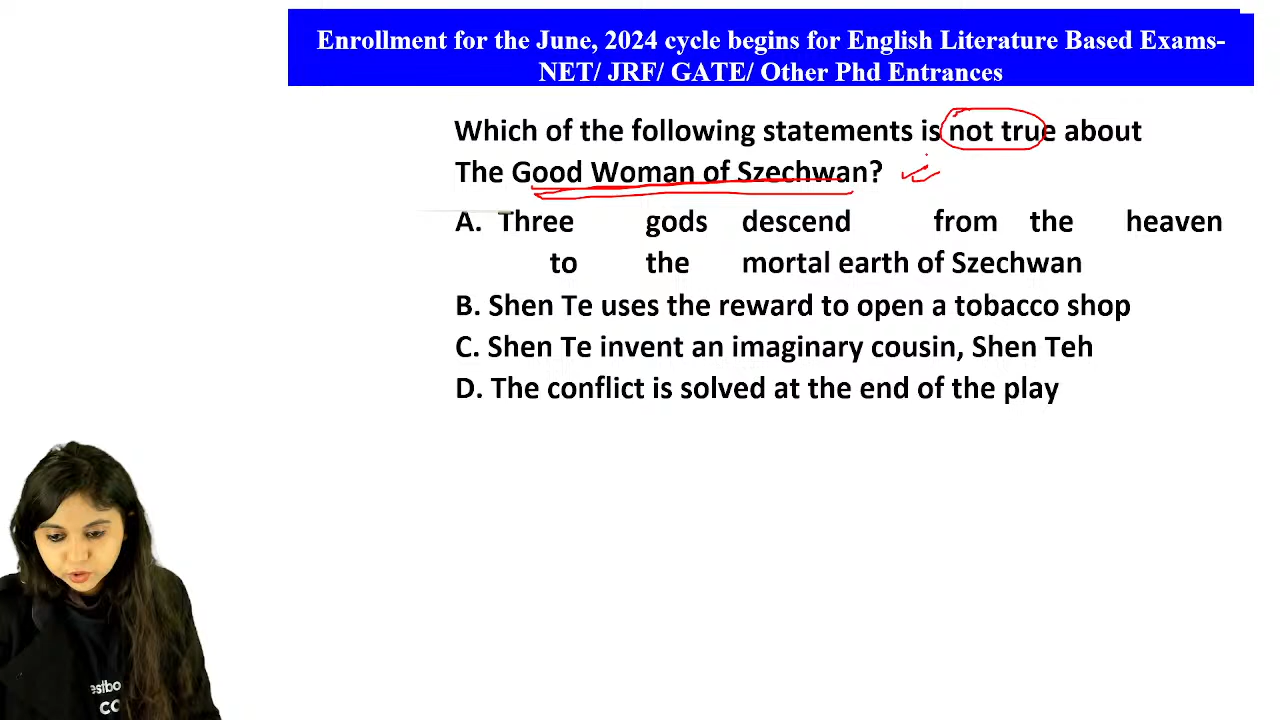 Enrollment for the June, 2024 cycle begins for English Literature Based Exams-
NET/ JRF/ GATE/ Other Phd Entrances
Which of the following statements is not true about
The Good Woman of Szechwan?
A. Three gods descend from the heaven
to the mortal earth of Szechwan
B. Shen Te uses the reward to open a tobacco shop
C. Shen Te invent an imaginary cousin, Shen Teh
D. The conflict is solved at the end of the play